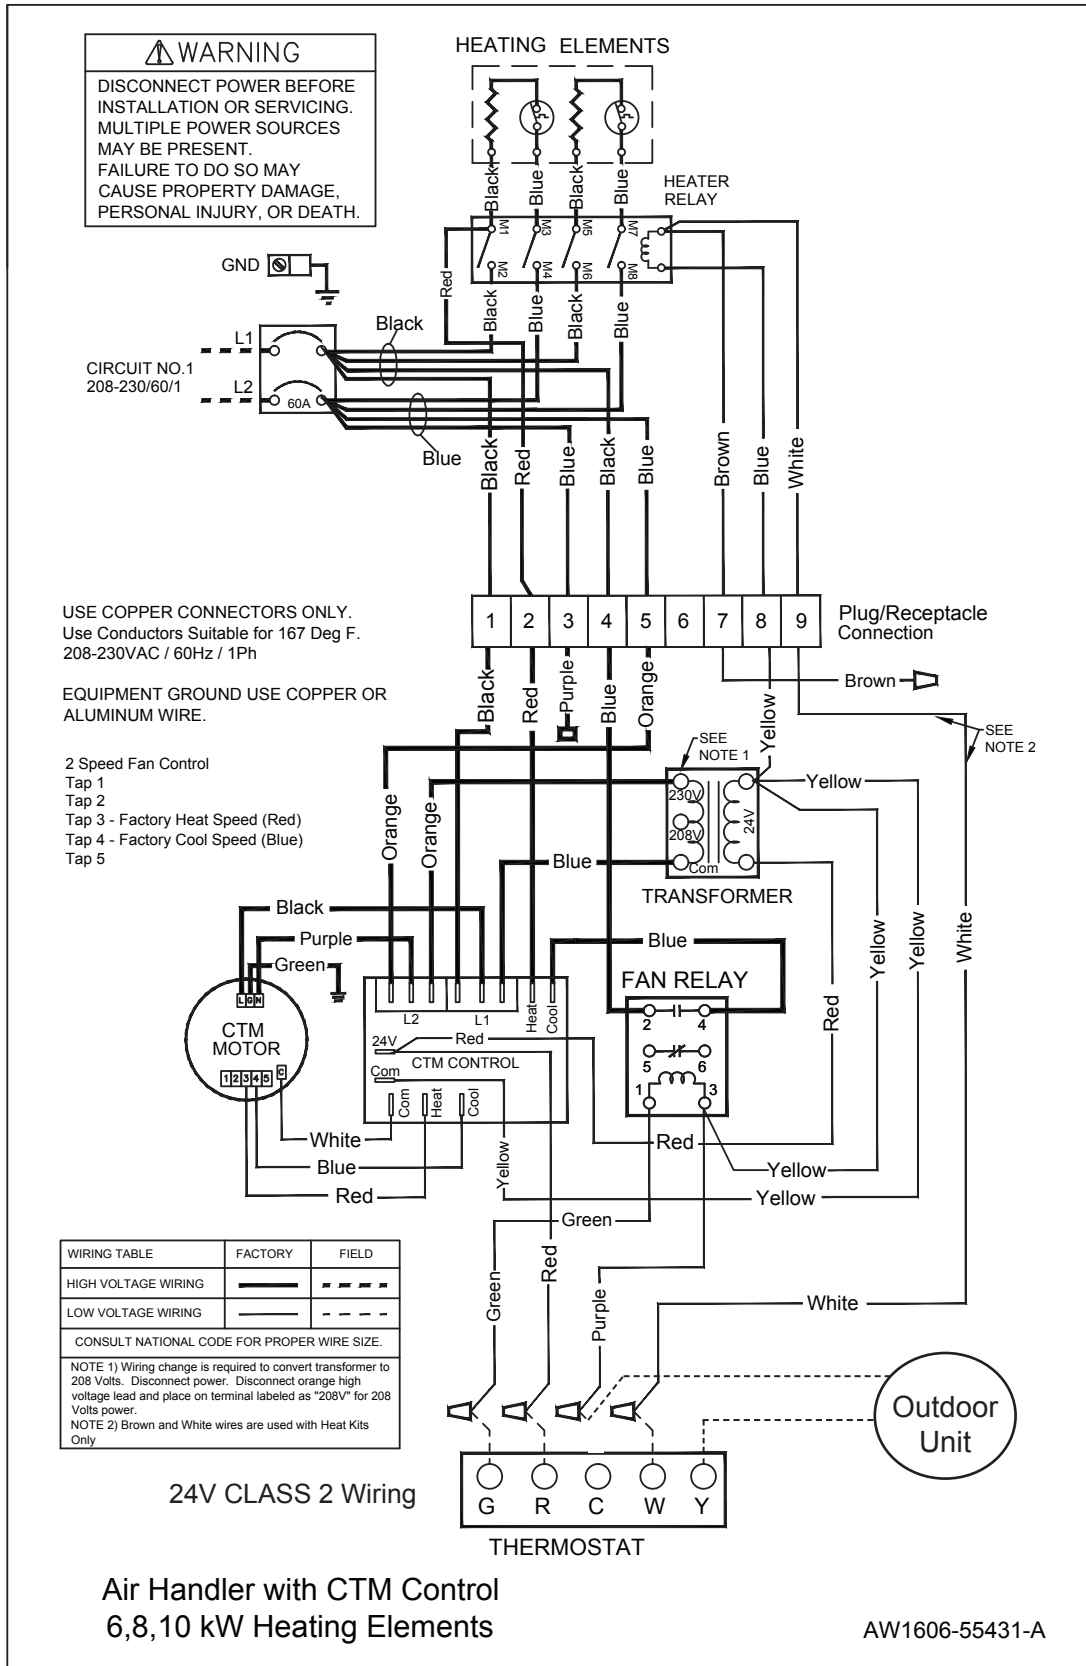 WARNING
DISCONNECT POWER BEFORE
INSTALLATION OR SERVICING.
MULTIPLE POWER SOURCES
MAY BE PRESENT.
FAILURE TO DO SO MAY
CAUSE PROPERTY DAMAGE,
PERSONAL INJURY, OR DEATH.
HEATING ELEMENTS
Black
Blue
Black
Blue
HEATER
RELAY
M1
M3
M5
M7
M2
M4
M6
M8
GND
Red
Black
Blue
Black
Blue
Black
L1
CIRCUIT NO.1
208-230/60/1
L2
60A
Blue
Black
Red
Blue
Black
Blue
Brown
Blue
White
1 2 3 4 5 6 7 8 9
Plug/Receptacle
Connection
USE COPPER CONNECTORS ONLY.
Use Conductors Suitable for 167 Deg F.
208-230VAC / 60Hz / 1Ph
EQUIPMENT GROUND USE COPPER OR
ALUMINUM WIRE.
2 Speed Fan Control
Tap 1
Tap 2
Tap 3 - Factory Heat Speed (Red)
Tap 4 - Factory Cool Speed (Blue)
Tap 5
Black
Red
Purple
Blue
Orange
Yellow
Brown
SEE
NOTE 1
SEE
NOTE 2
230V
208V
Com
24V
TRANSFORMER
Yellow
Orange
Orange
Blue
Black
Purple
Green
L G N
CTM
MOTOR
1 2 3 4 5
C
Blue
FAN RELAY
2
4
5
6
1
3
L2
L1
Heat
Cool
24V
Red
CTM CONTROL
Com
Com
Heat
Cool
White
Blue
Red
Yellow
Red
Red
Yellow
Yellow
White
Yellow
Yellow
Green
Green
Red
Purple
White
WIRING TABLE
FACTORY
FIELD
HIGH VOLTAGE WIRING
LOW VOLTAGE WIRING
CONSULT NATIONAL CODE FOR PROPER WIRE SIZE.
NOTE 1) Wiring change is required to convert transformer to
208 Volts. Disconnect power. Disconnect orange high
voltage lead and place on terminal labeled as "208V" for 208
Volts power.
NOTE 2) Brown and White wires are used with Heat Kits
Only
Outdoor
Unit
24V CLASS 2 Wiring
G R C W Y
THERMOSTAT
Air Handler with CTM Control
6,8,10 kW Heating Elements
AW1606-55431-A